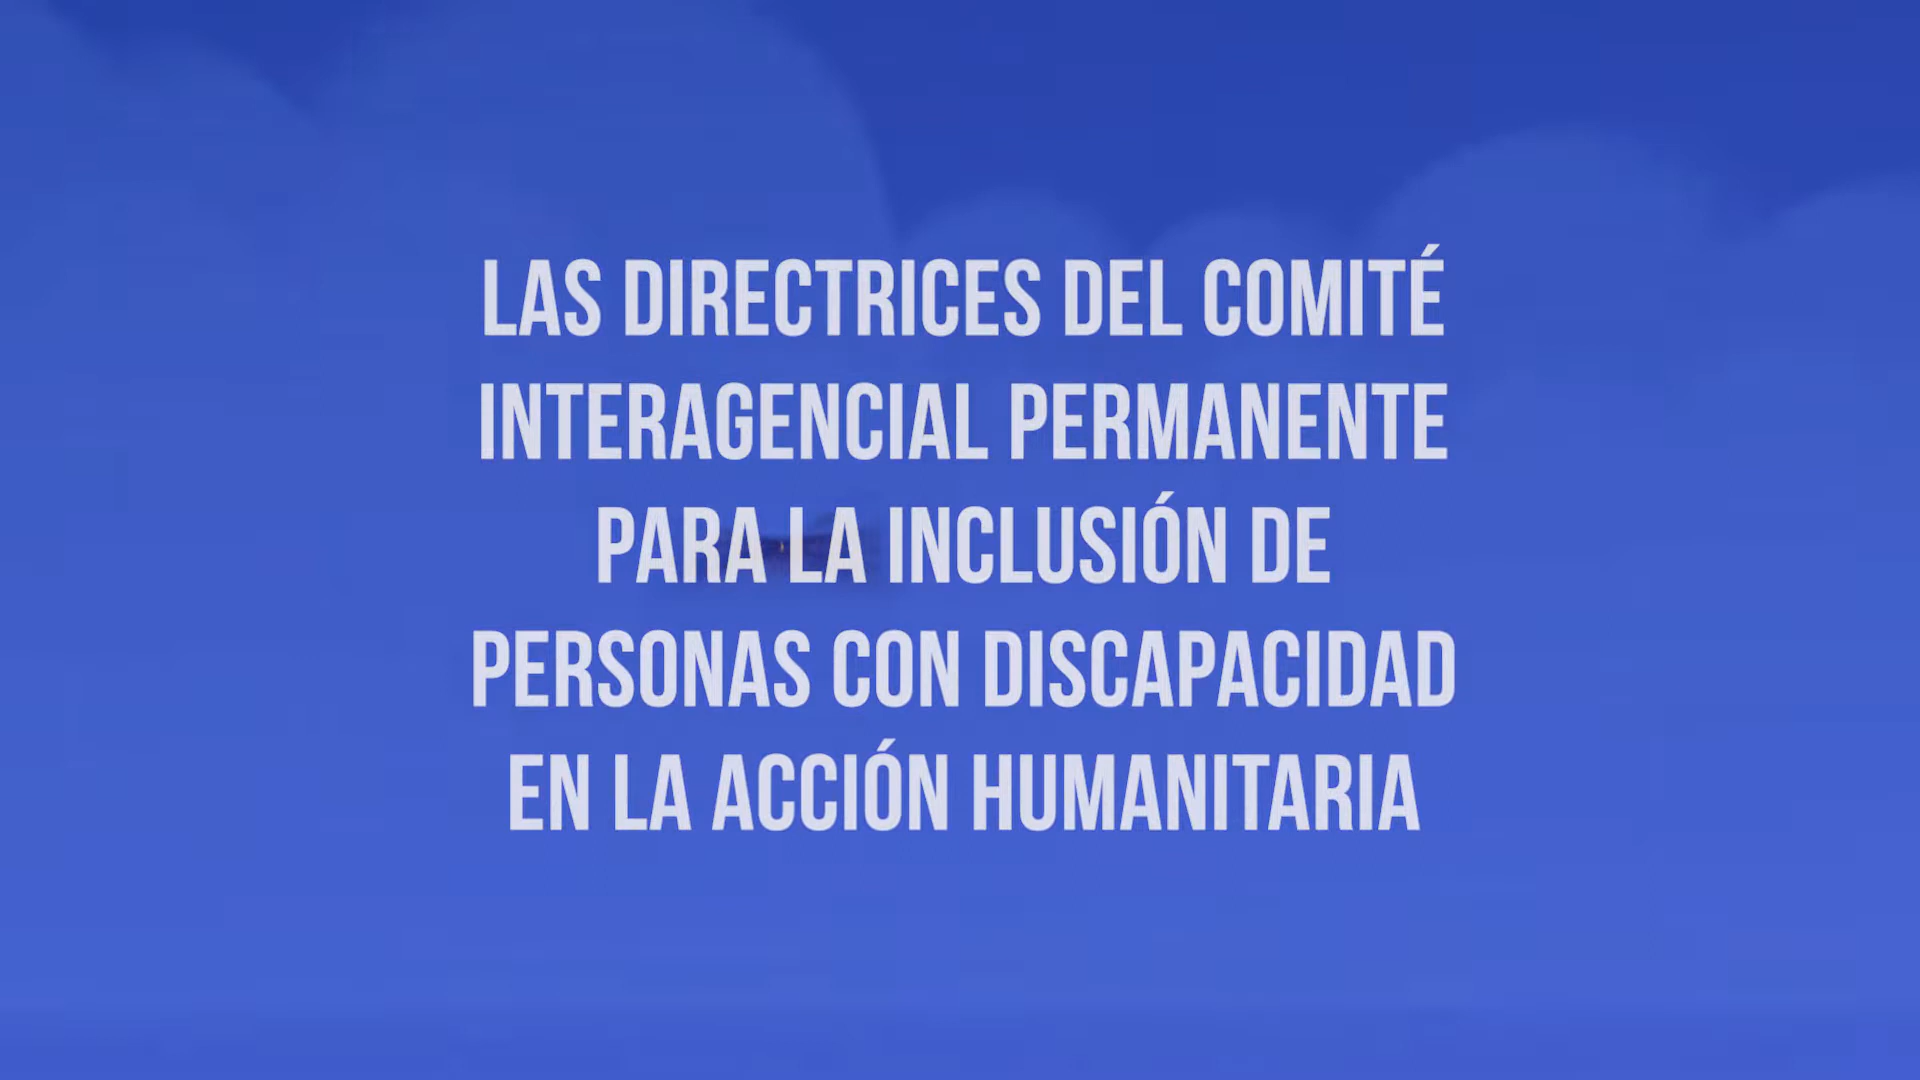 LAS DIRECTRICES DEL COMITÉ
INTERAGENCIAL PERMANENTE
PARA LA INCLUSIÓN DE
PERSONAS CON DISCAPACIDAD
EN LA ACCIÓN HUMANITARIA